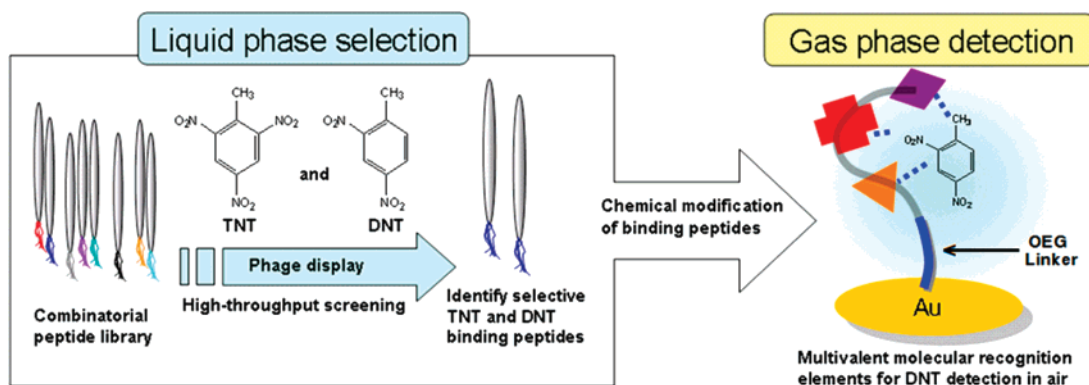 Liquid phase selection
Gas phase detection
CH₃
O₂N
NO₂
NO₂
TNT
and
CH₃
O₂N
NO₂
DNT
Phage display
High-throughput screening
Combinatorial
peptide library
Identify selective
TNT and DNT
binding peptides
Chemical modification
of binding peptides
CH₃
O₂N
NO₂
OEG
Linker
Au
Multivalent molecular recognition
elements for DNT detection in air